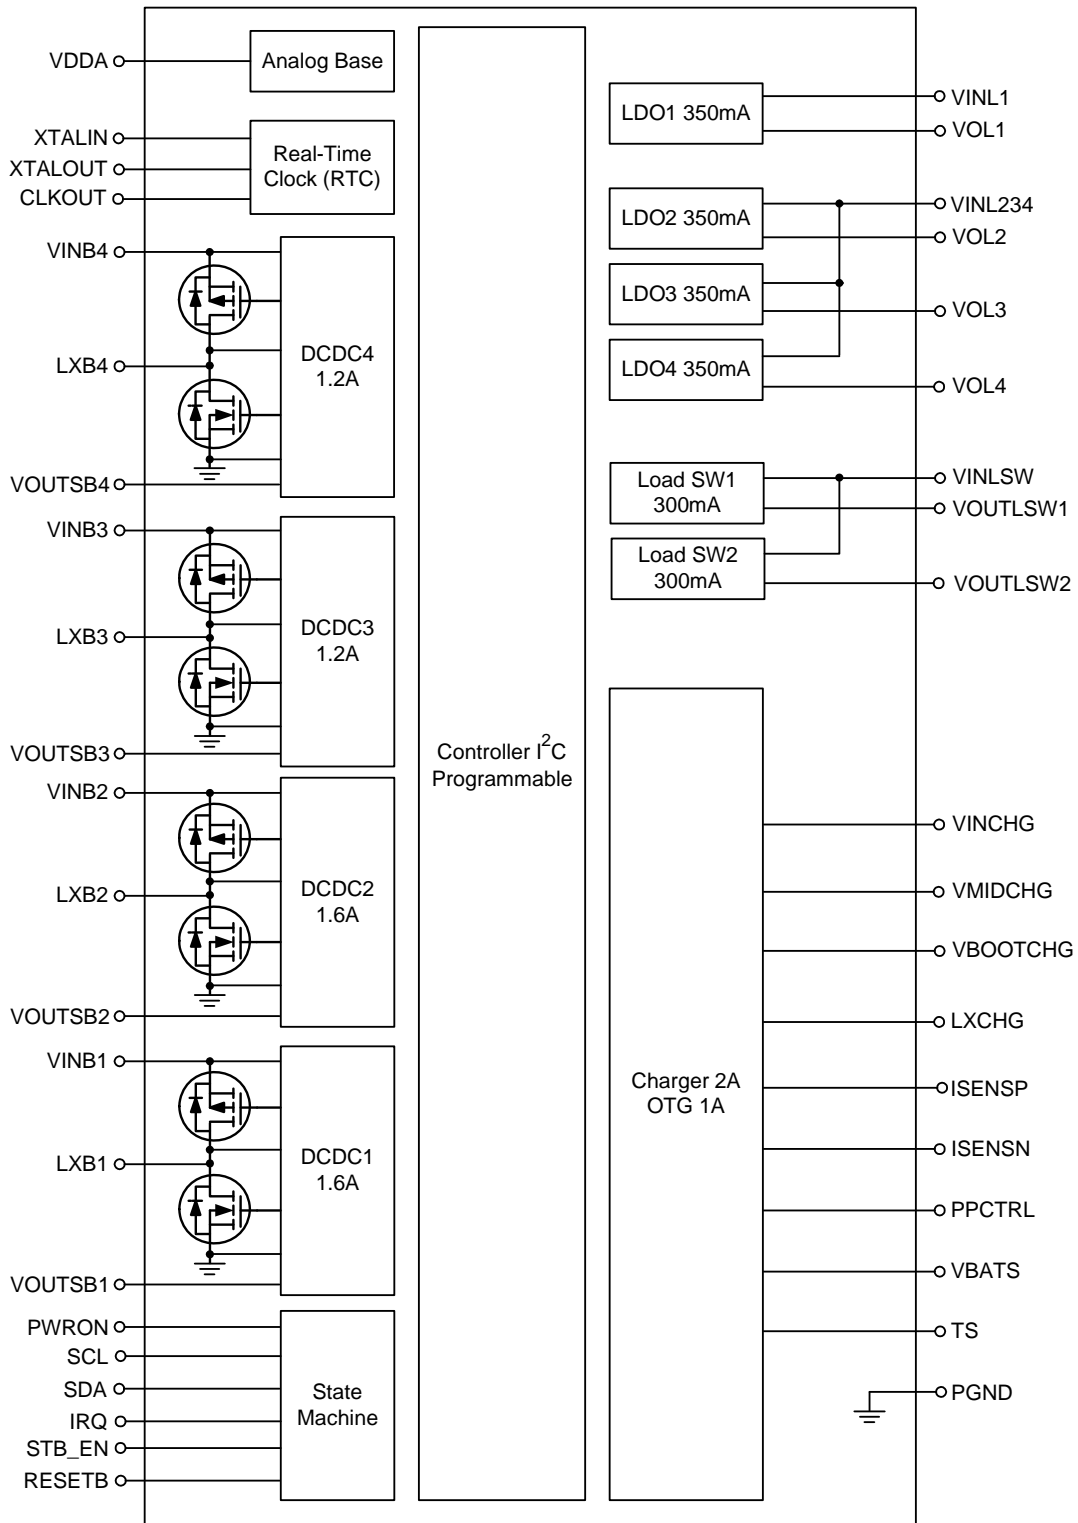 VDDA
Analog Base
XTALIN
XTALOUT
CLKOUT
Real-Time
Clock (RTC)
VINB4
LXB4
VOUTSB4
DCDC4
1.2A
VINB3
LXB3
VOUTSB3
DCDC3
1.2A
VINB2
LXB2
VOUTSB2
DCDC2
1.6A
VINB1
LXB1
VOUTSB1
DCDC1
1.6A
PWRON
SCL
SDA
IRQ
STB_EN
RESETB
State
Machine
Controller I²C
Programmable
LDO1 350mA
VINL1
VOL1
LDO2 350mA
VINL234
VOL2
LDO3 350mA
VOL3
LDO4 350mA
VOL4
Load SW1
300mA
VINLSW
VOUTLSW1
Load SW2
300mA
VOUTLSW2
Charger 2A
OTG 1A
VINCHG
VMIDCHG
VBOOTCHG
LXCHG
ISENSP
ISENSN
PPCTRL
VBATS
TS
PGND